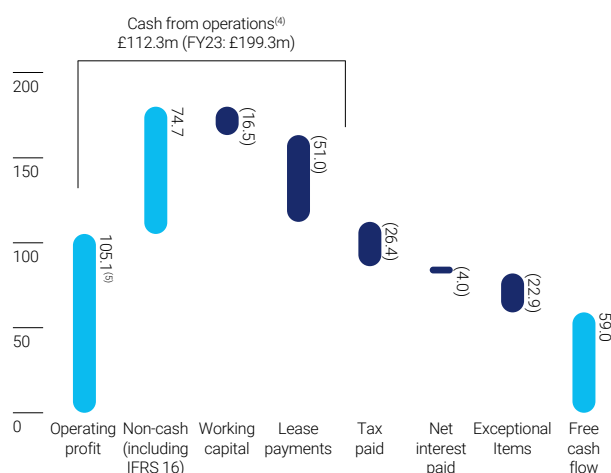 Cash from operations(4)
£112.3m (FY23: £199.3m)
200
150
100
50
0
105.1(5)
74.7
(16.5)
(51.0)
(26.4)
(4.0)
(22.9)
59.0
Operating
profit
Non-cash
(including
IFRS 16)
Working
capital
Lease
payments
Tax
paid
Net
interest
paid
Exceptional
Items
Free
cash
flow